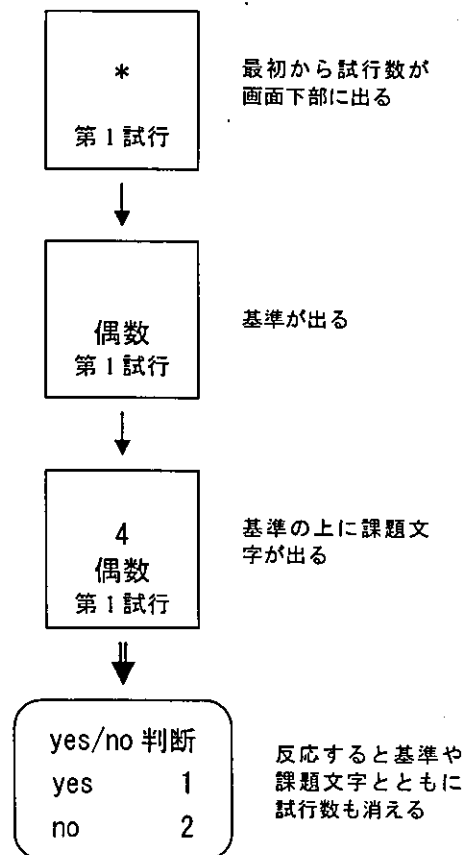 *
第1試行
最初から試行数が
画面下部に出る
偶数
第1試行
基準が出る
4
偶数
第1試行
基準の上に課題文
字が出る
yes/no 判断
yes 1
no 2
反応すると基準や
課題文字とともに
試行数も消える